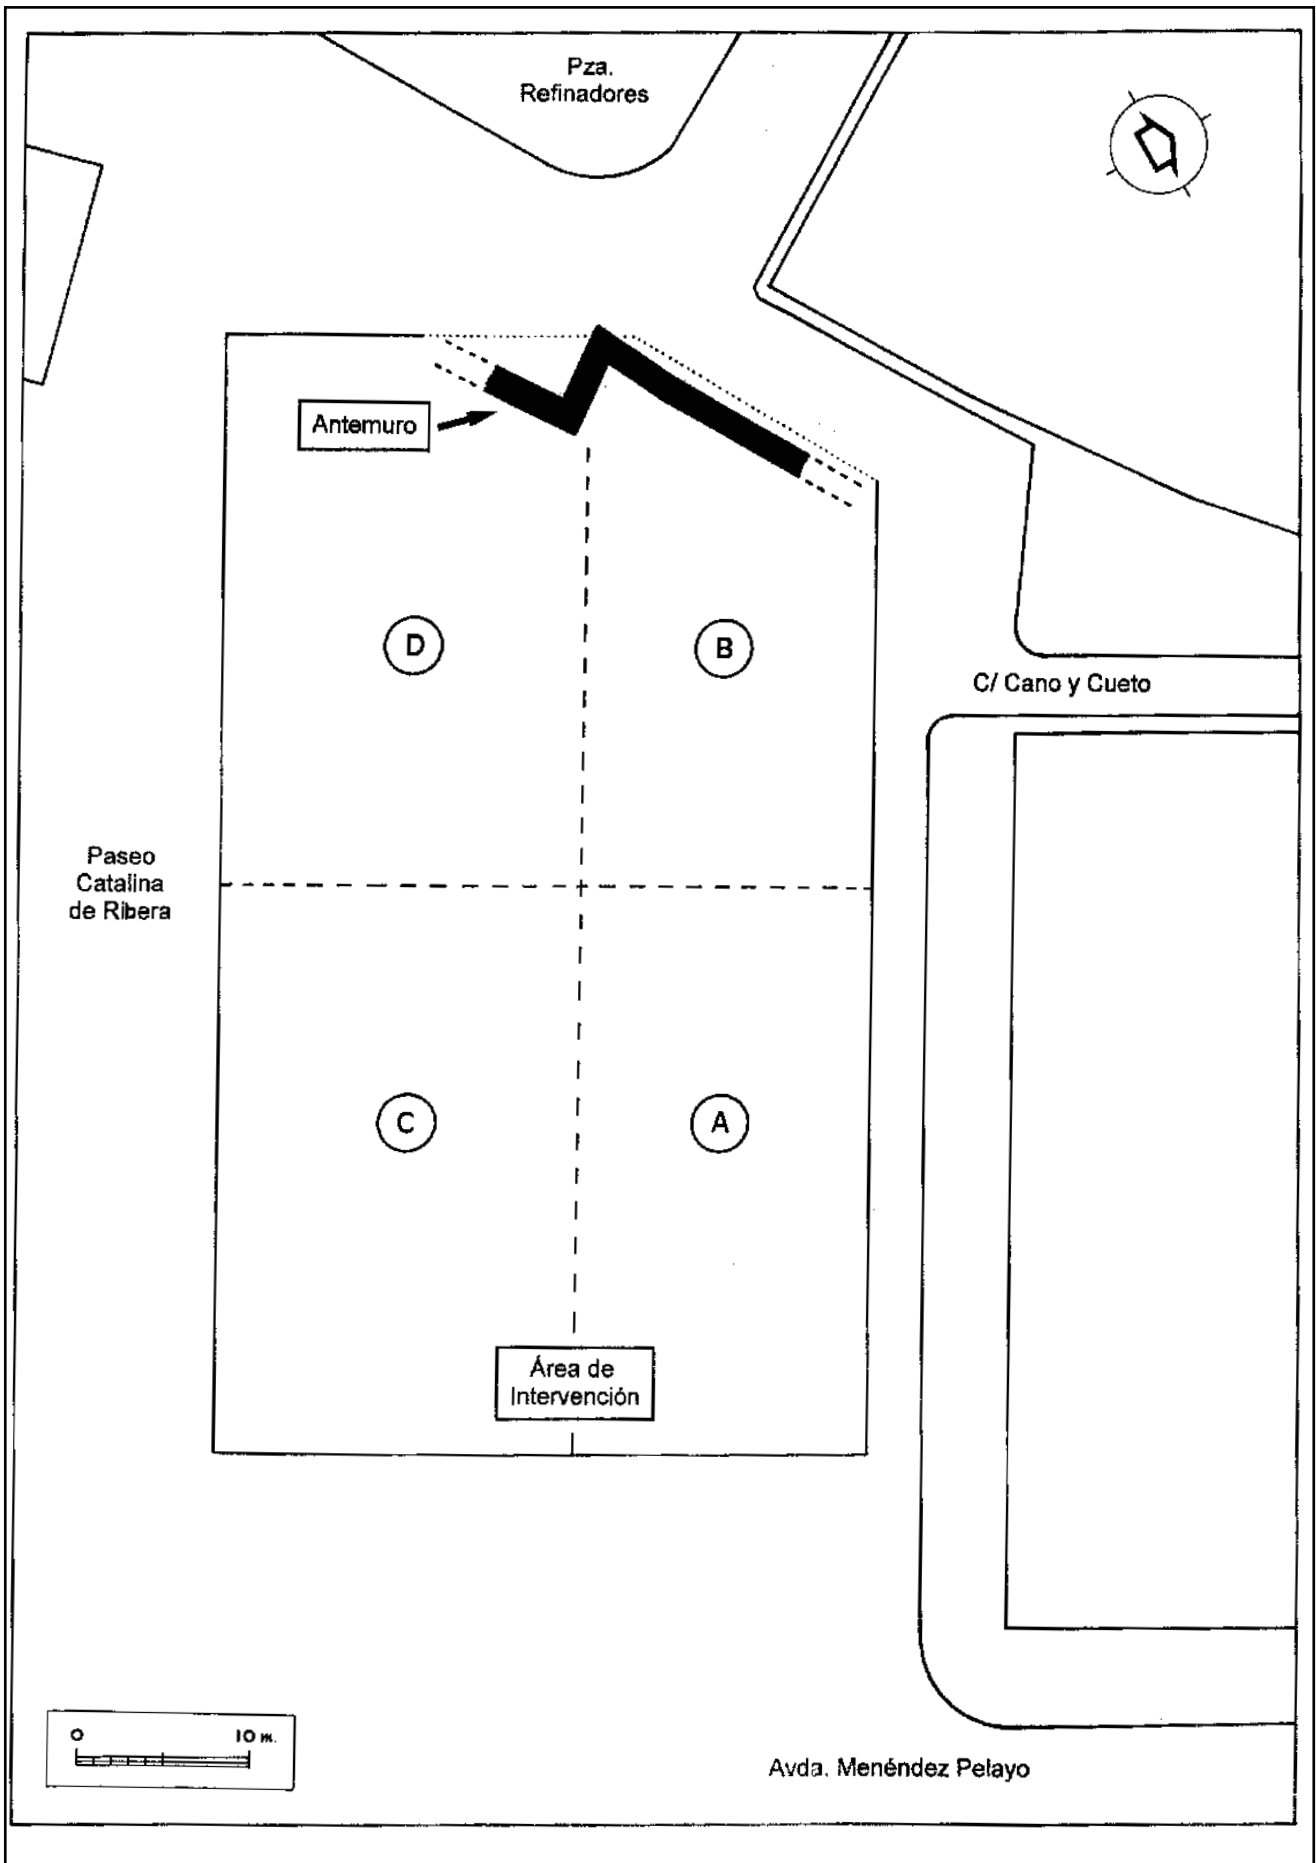 Pza.
Refinadores
Antemuro
D
B
C/ Cano y Cueto
Paseo
Catalina
de Ribera
C
A
Área de
Intervención
0 10 m.
Avda. Menéndez Pelayo